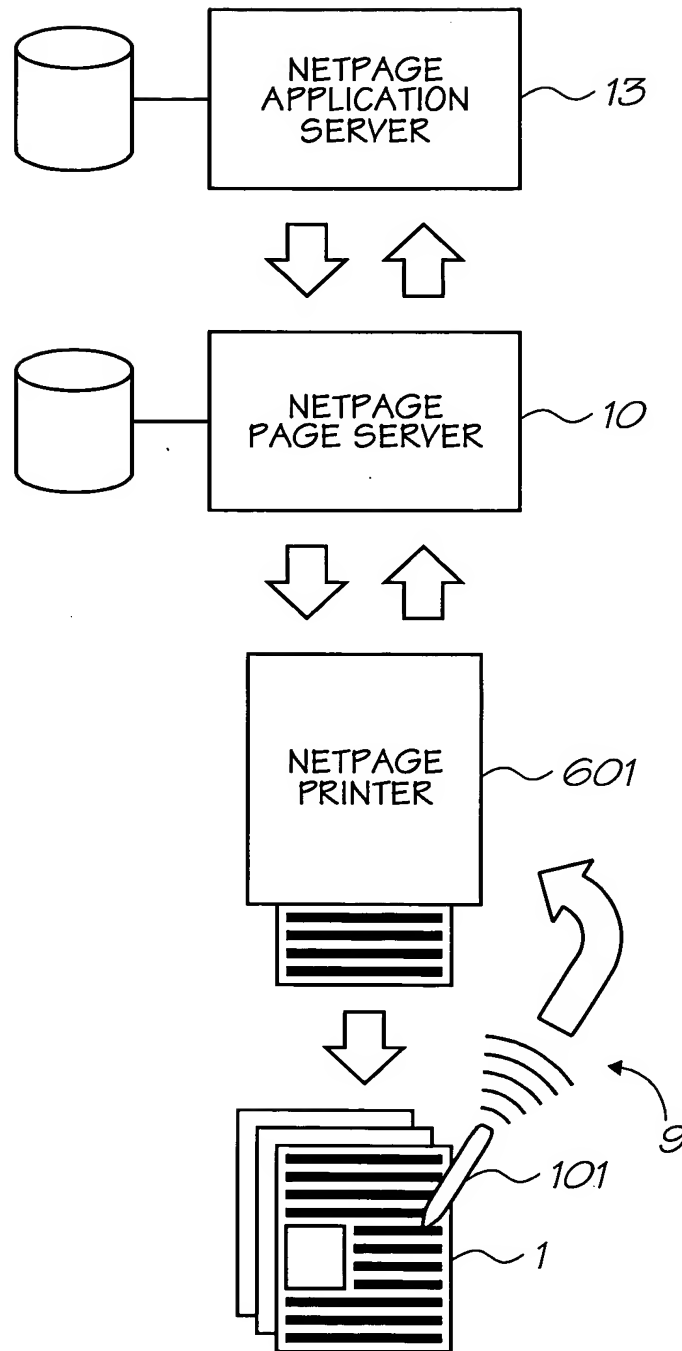 NETPAGE
APPLICATION
SERVER
13
NETPAGE
PAGE SERVER
10
NETPAGE
PRINTER
601
9
101
1